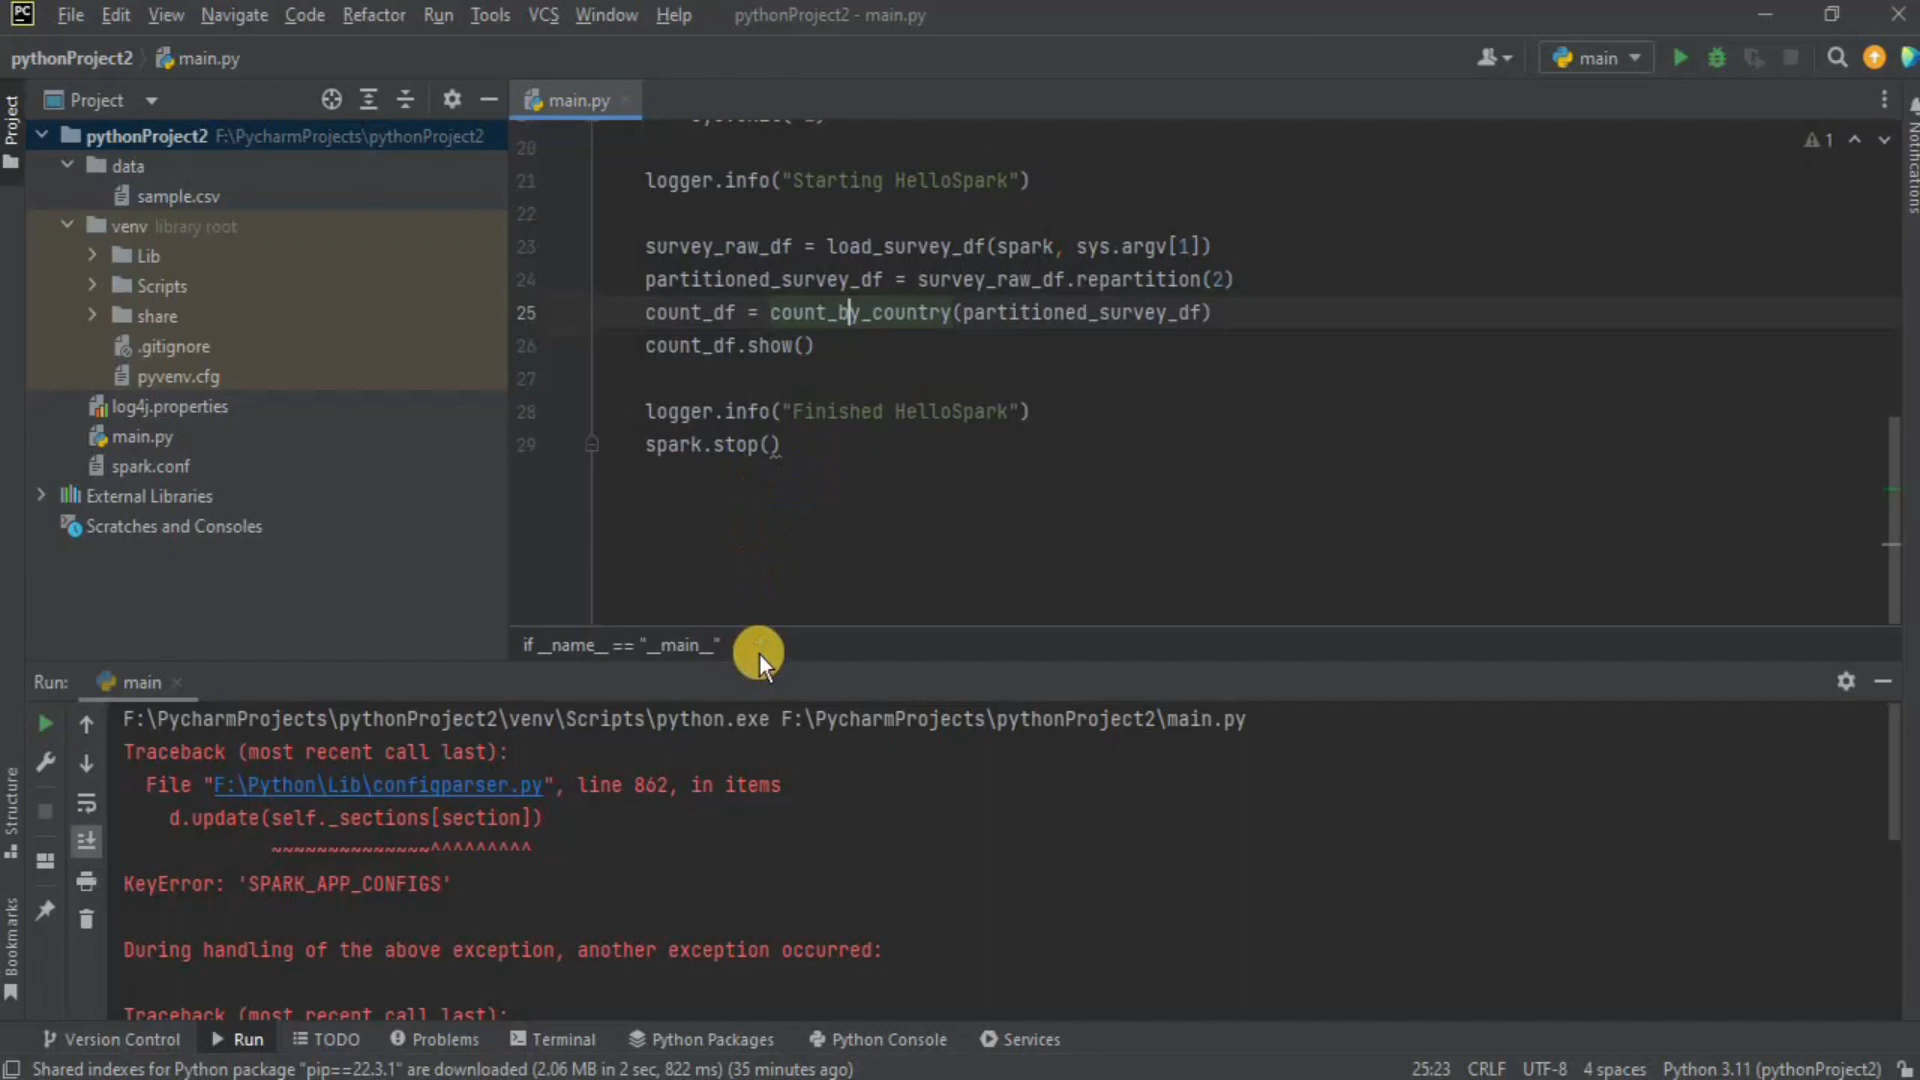 PC File Edit View Navigate Code Refactor Run Tools VCS Window Help pythonProject2 - main.py
pythonProject2 main.py main
Project main.py
Project
pythonProject2 F:\PycharmProjects\pythonProject2
data
sample.csv
venv library root
Lib
Scripts
share
.gitignore
pyvenv.cfg
log4j.properties
main.py
spark.conf
External Libraries
Scratches and Consoles
1
Notifications
20
21 logger.info("Starting HelloSpark")
22
23 survey_raw_df = load_survey_df(spark, sys.argv[1])
24 partitioned_survey_df = survey_raw_df.repartition(2)
25 count_df = count_by_country(partitioned_survey_df)
26 count_df.show()
27
28 logger.info("Finished HelloSpark")
29 spark.stop()
if __name__ == "__main__"
Run: main
F:\PycharmProjects\pythonProject2\venv\Scripts\python.exe F:\PycharmProjects\pythonProject2\main.py
Traceback (most recent call last):
File "F:\Python\Lib\configparser.py", line 862, in items
d.update(self._sections[section])
~~~~~~~~~~~~~~^^^^^^^^^
KeyError: 'SPARK_APP_CONFIGS'
During handling of the above exception, another exception occurred:
Traceback (most recent call last):
Structure
Bookmarks
Version Control Run TODO Problems Terminal Python Packages Python Console Services
Shared indexes for Python package "pip==22.3.1" are downloaded (2.06 MB in 2 sec, 822 ms) (35 minutes ago) 25:23 CRLF UTF-8 4 spaces Python 3.11 (pythonProject2)